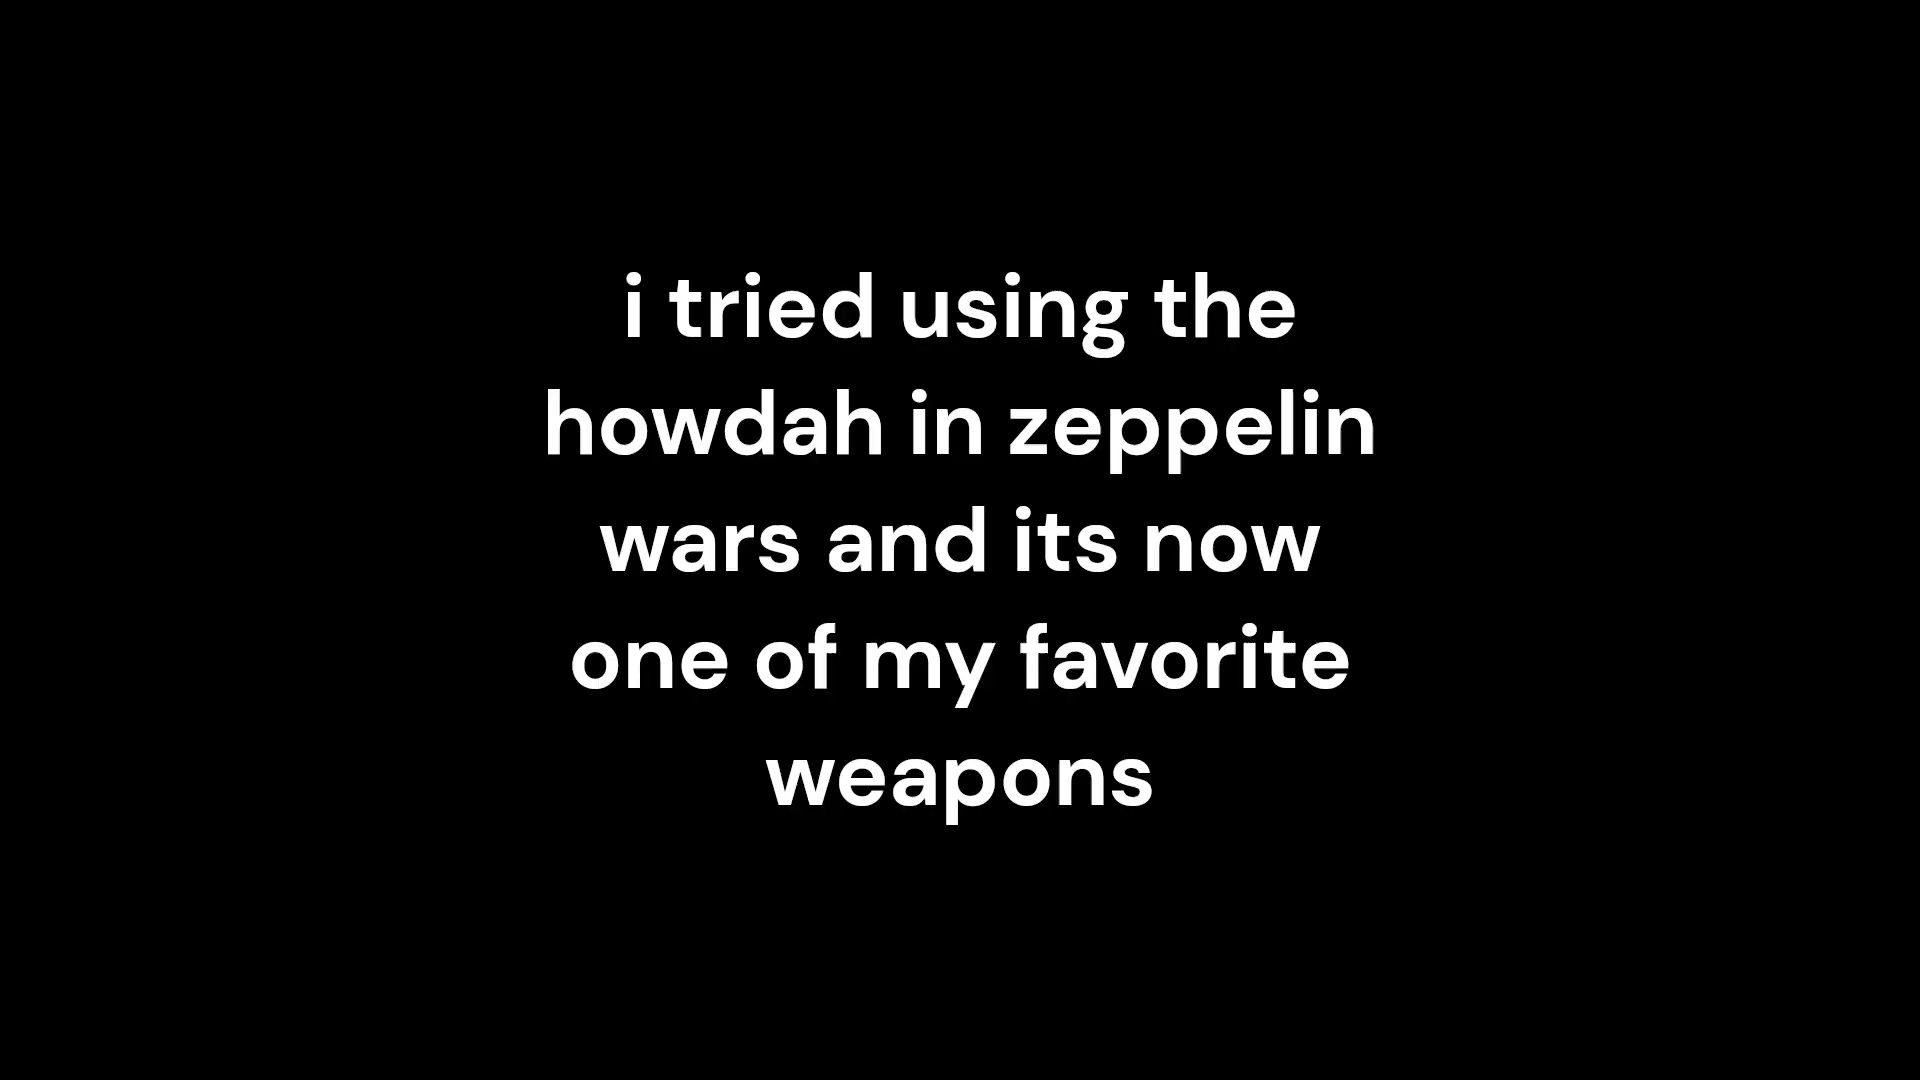 i tried using the
howdah in zeppelin
wars and its now
one of my favorite
weapons